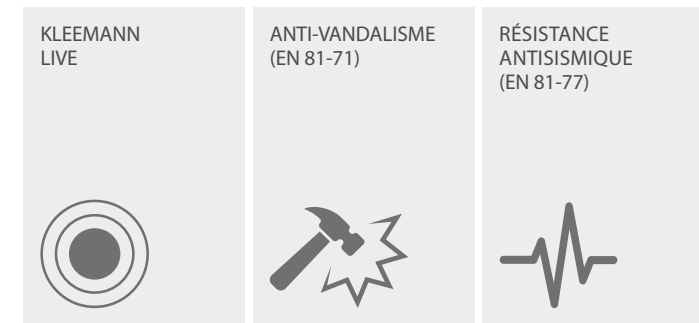 KLEEMANN
LIVE
ANTI-VANDALISME
(EN 81-71)
RÉSISTANCE
ANTISISMIQUE
(EN 81-77)